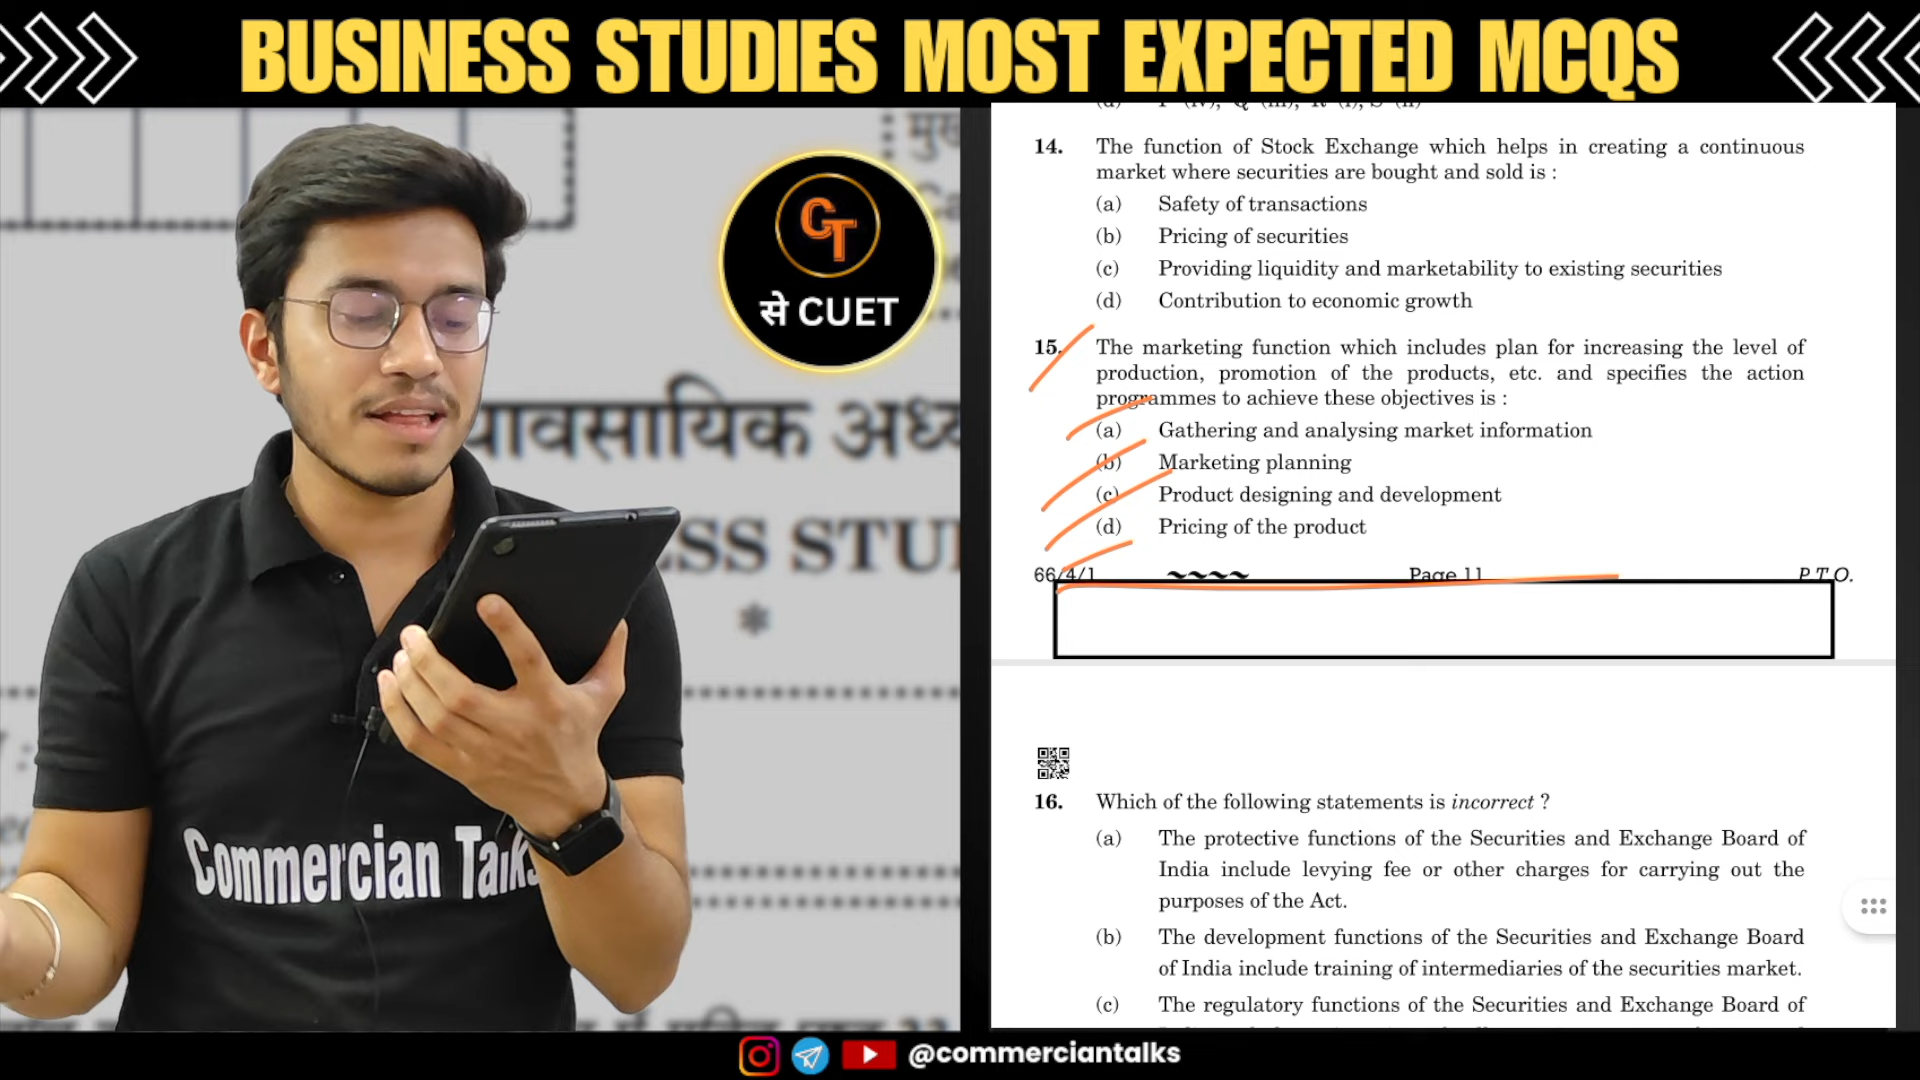 BUSINESS STUDIES MOST EXPECTED MCQS
14. The function of Stock Exchange which helps in creating a continuous
market where securities are bought and sold is :
(a) Safety of transactions
(b) Pricing of securities
(c) Providing liquidity and marketability to existing securities
(d) Contribution to economic growth
15. The marketing function which includes plan for increasing the level of
production, promotion of the products, etc. and specifies the action
programmes to achieve these objectives is :
(a) Gathering and analysing market information
(b) Marketing planning
(c) Product designing and development
(d) Pricing of the product
66/4/1 ~~~~ Page 11 P.T.O.
16. Which of the following statements is incorrect ?
(a) The protective functions of the Securities and Exchange Board of
India include levying fee or other charges for carrying out the
purposes of the Act.
(b) The development functions of the Securities and Exchange Board
of India include training of intermediaries of the securities market.
(c) The regulatory functions of the Securities and Exchange Board of
CT
से CUET
अध्य
ESS STU
*
Commercian Talks
@commerciantalks